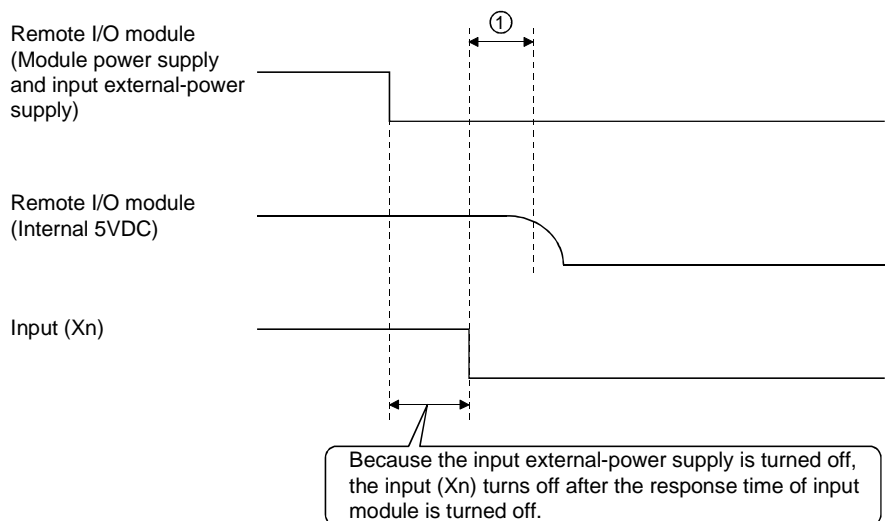 ①
Remote I/O module
(Module power supply
and input external-power
supply)
Remote I/O module
(Internal 5VDC)
Input (Xn)
Because the input external-power supply is turned off,
the input (Xn) turns off after the response time of input
module is turned off.